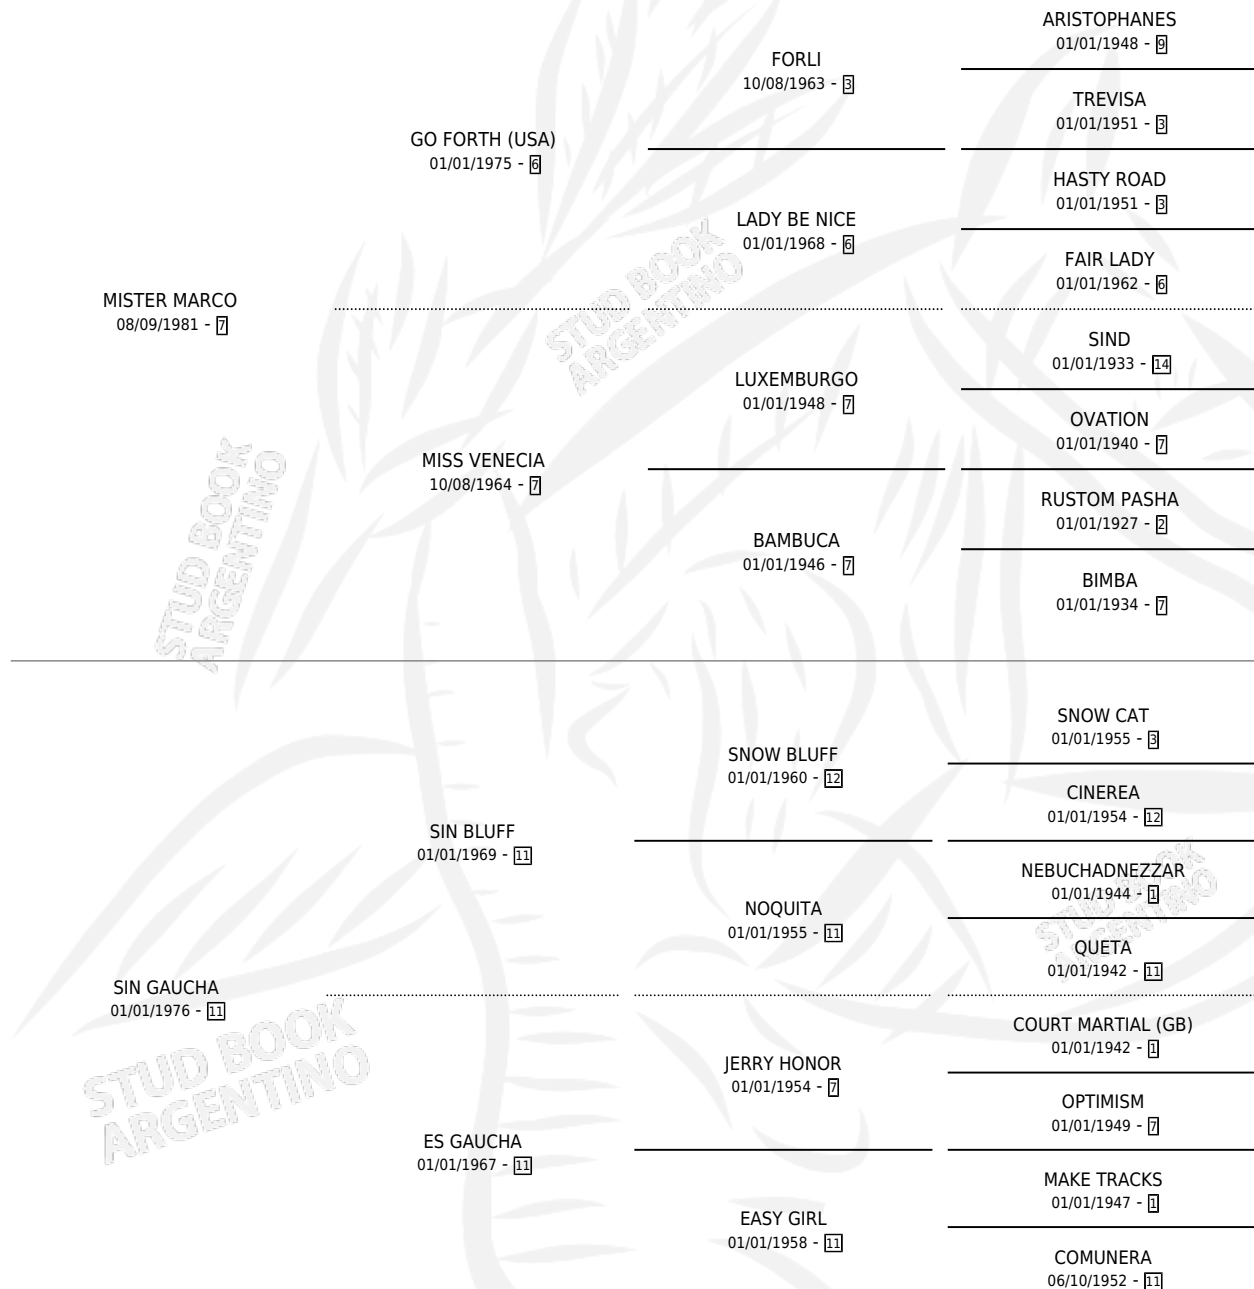 ARISTOPHANES
01/01/1948 - 9
FORLI
10/08/1963 - 3
TREVISA
01/01/1951 - 3
GO FORTH (USA)
01/01/1975 - 6
HASTY ROAD
01/01/1951 - 3
LADY BE NICE
01/01/1968 - 6
FAIR LADY
01/01/1962 - 6
MISTER MARCO
08/09/1981 - 7
STUD BOOK
ARGENTINO
SIND
01/01/1933 - 14
LUXEMBURGO
01/01/1948 - 7
OVATION
01/01/1940 - 7
MISS VENECIA
10/08/1964 - 7
RUSTOM PASHA
01/01/1927 - 2
BAMBUCA
01/01/1946 - 7
BIMBA
01/01/1934 - 7
STUD BOOK
ARGENTINO
SNOW CAT
01/01/1955 - 3
SNOW BLUFF
01/01/1960 - 12
CINEREA
01/01/1954 - 12
SIN BLUFF
01/01/1969 - 11
NEBUCHADNEZZAR
01/01/1944 - 1
NOQUITA
01/01/1955 - 11
STUD BOOK
ARGENTINO
QUETA
01/01/1942 - 11
SIN GAUCHA
01/01/1976 - 11
COURT MARTIAL (GB)
01/01/1942 - 1
STUD BOOK
ARGENTINO
JERRY HONOR
01/01/1954 - 7
OPTIMISM
01/01/1949 - 7
ES GAUCHA
01/01/1967 - 11
MAKE TRACKS
01/01/1947 - 1
EASY GIRL
01/01/1958 - 11
COMUNERA
06/10/1952 - 11